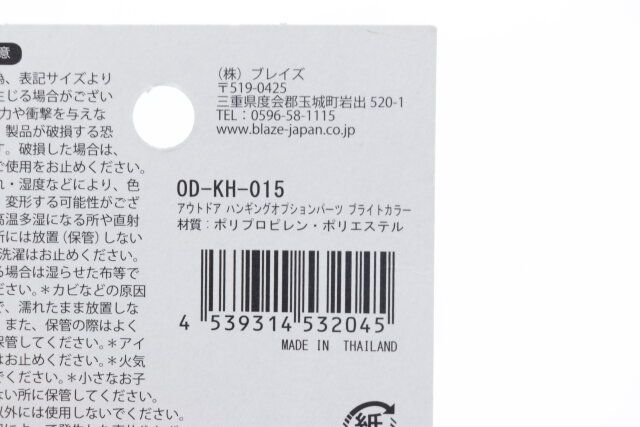 意
為、表記サイズより
生じる場合がござい
力や衝撃を与えな
製品が破損する恐
す。破損した場合は、
ご使用をお止めください。
れ・湿度などにより、色
変形する可能性がござ
高温多湿になる所や直射
所には放置（保管）しない
洗濯はお止めください。
る場合は湿らせた布等で
ださい。＊カビなどの原因
で、濡れたまま放置しな
また、保管の際はよく
保管してください。＊アイ
はお止めください。＊火気
でください。＊小さなお子
ない所に保管してください。
以外には使用しないでください。
（株）ブレイズ
〒519-0425
三重県度会郡玉城町岩出 520-1
TEL：0596-58-1115
www.blaze-japan.co.jp
OD-KH-015
アウトドア ハンギングオプションパーツ ブライトカラー
材質：ポリプロピレン・ポリエステル
4 539314 532045
MADE IN THAILAND
紙